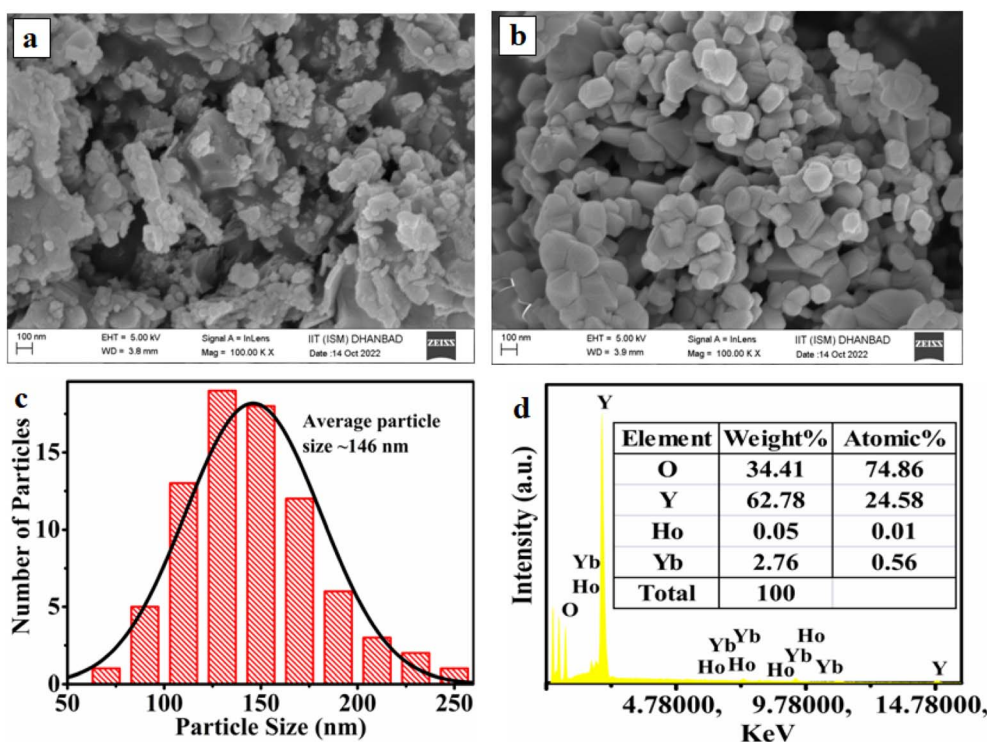 a
100 nm
EHT = 5.00 kV
WD = 3.8 mm
Signal A = InLens
Mag = 100.00 K X
IIT (ISM) DHANBAD
Date :14 Oct 2022
ZEISS
b
100 nm
EHT = 5.00 kV
WD = 3.9 mm
Signal A = InLens
Mag = 100.00 K X
IIT (ISM) DHANBAD
Date :14 Oct 2022
ZEISS
c
Average particle
size ~146 nm
Number of Particles
15
10
5
0
50 100 150 200 250
Particle Size (nm)
d
Y
Element Weight% Atomic%
O 34.41 74.86
Y 62.78 24.58
Ho 0.05 0.01
Yb 2.76 0.56
Total 100
Intensity (a.u.)
Yb
Ho
O
Yb Yb
Ho Ho
Ho
Yb
Ho Yb
Y
4.78000, 9.78000, 14.78000,
KeV